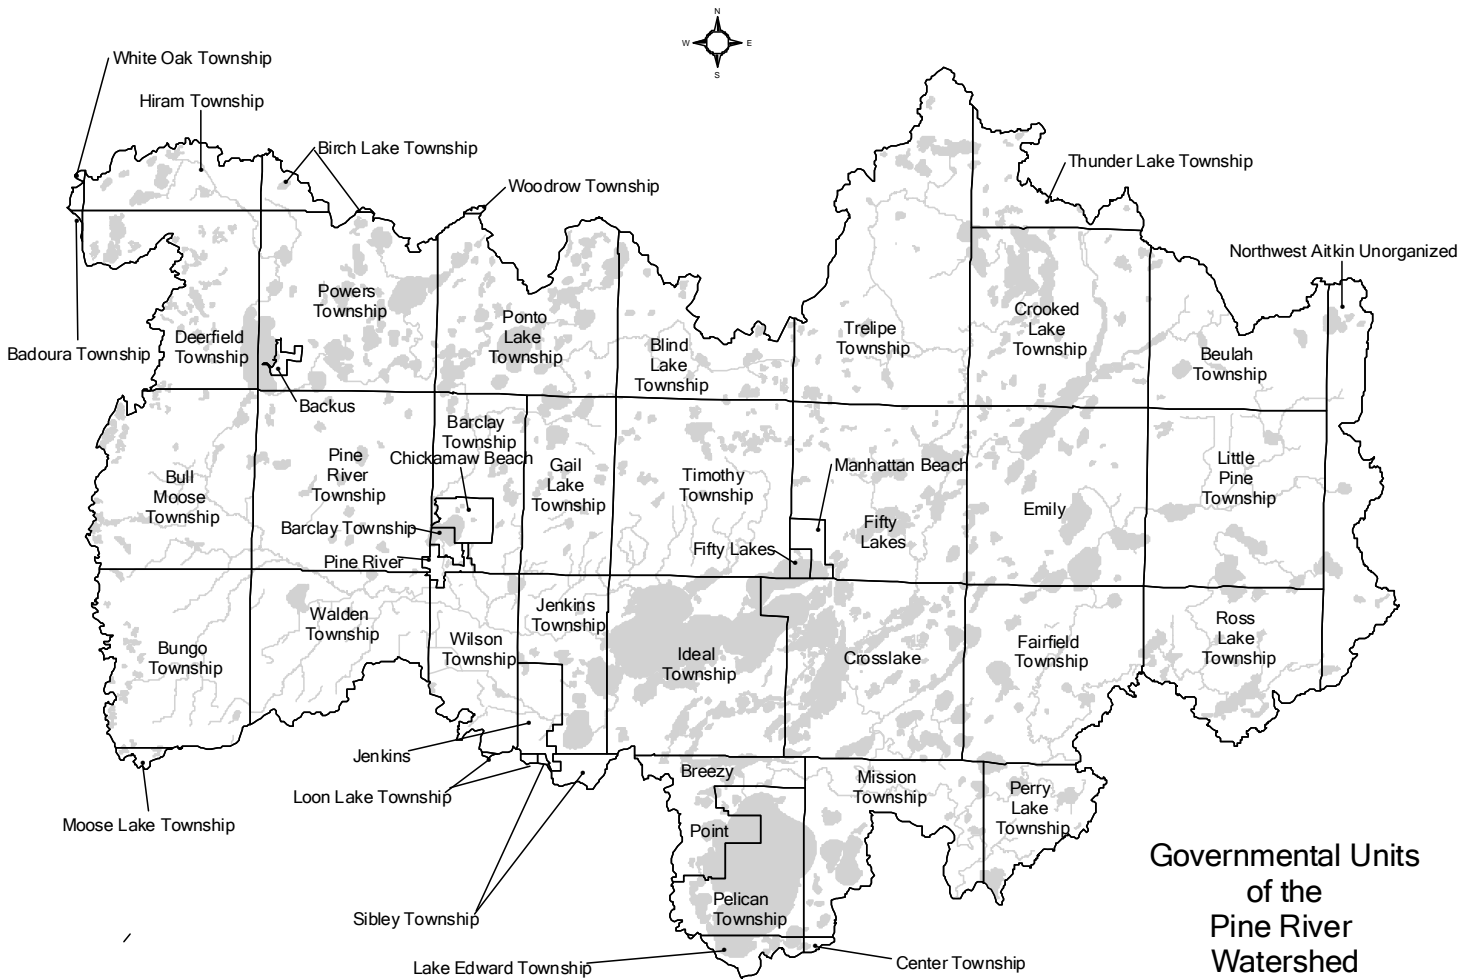 N
W E
S
White Oak Township
Hiram Township
Birch Lake Township
Woodrow Township
Thunder Lake Township
Northwest Aitkin Unorganized
Badoura Township
Deerfield
Township
Powers
Township
Backus
Ponto
Lake
Township
Blind
Lake
Township
Trelipe
Township
Crooked
Lake
Township
Beulah
Township
Bull
Moose
Township
Pine
River
Township
Barclay
Township
Chickamaw Beach
Barclay Township
Pine River
Gail
Lake
Township
Timothy
Township
Manhattan Beach
Fifty Lakes
Fifty
Lakes
Emily
Little
Pine
Township
Bungo
Township
Walden
Township
Wilson
Township
Jenkins
Township
Ideal
Township
Crosslake
Fairfield
Township
Ross
Lake
Township
Jenkins
Loon Lake Township
Moose Lake Township
Sibley Township
Breezy
Point
Pelican
Township
Mission
Township
Perry
Lake
Township
Lake Edward Township
Center Township
Governmental Units
of the
Pine River
Watershed